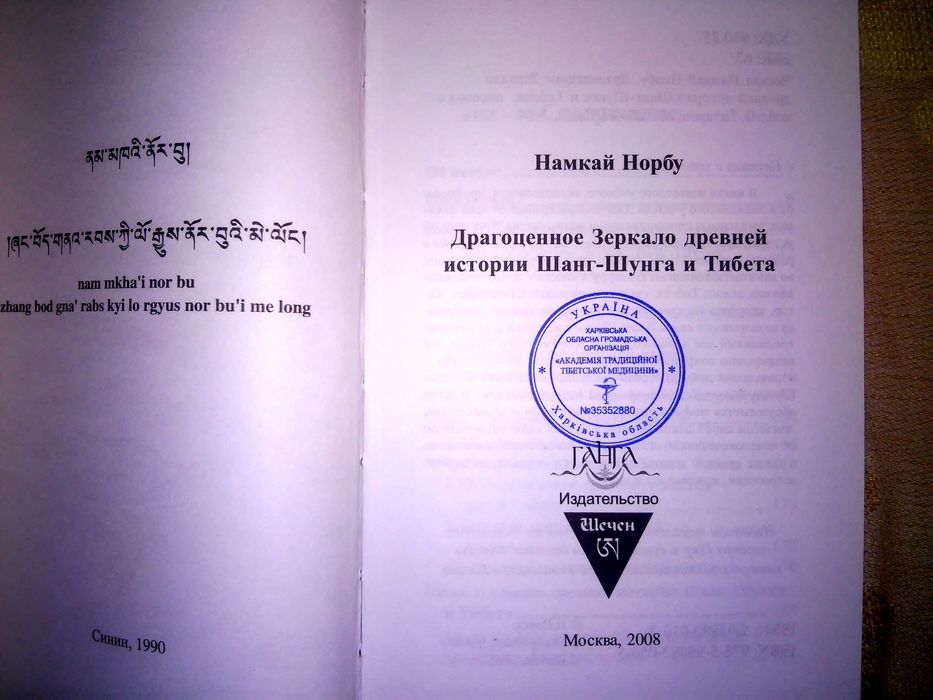 ནམ་མཁའི་ནོར་བུ།
།ཞང་བོད་གནའ་རབས་ཀྱི་ལོ་རྒྱུས་ནོར་བུའི་མེ་ལོང།
nam mkha'i nor bu
zhang bod gna' rabs kyi lo rgyus nor bu'i me long
Синин, 1990
Намкай Норбу
Драгоценное Зеркало древней
истории Шанг-Шунга и Тибета
УКРАЇНА
ХАРКІВСЬКА
ОБЛАСНА ГРОМАДСЬКА
ОРГАНІЗАЦІЯ
«АКАДЕМІЯ ТРАДИЦІЙНОЇ
ТІБЕТСЬКОЇ МЕДИЦИНИ»
№35352880
Харківська область
ГАНГА
Издательство
Шечен
ཨ
Москва, 2008